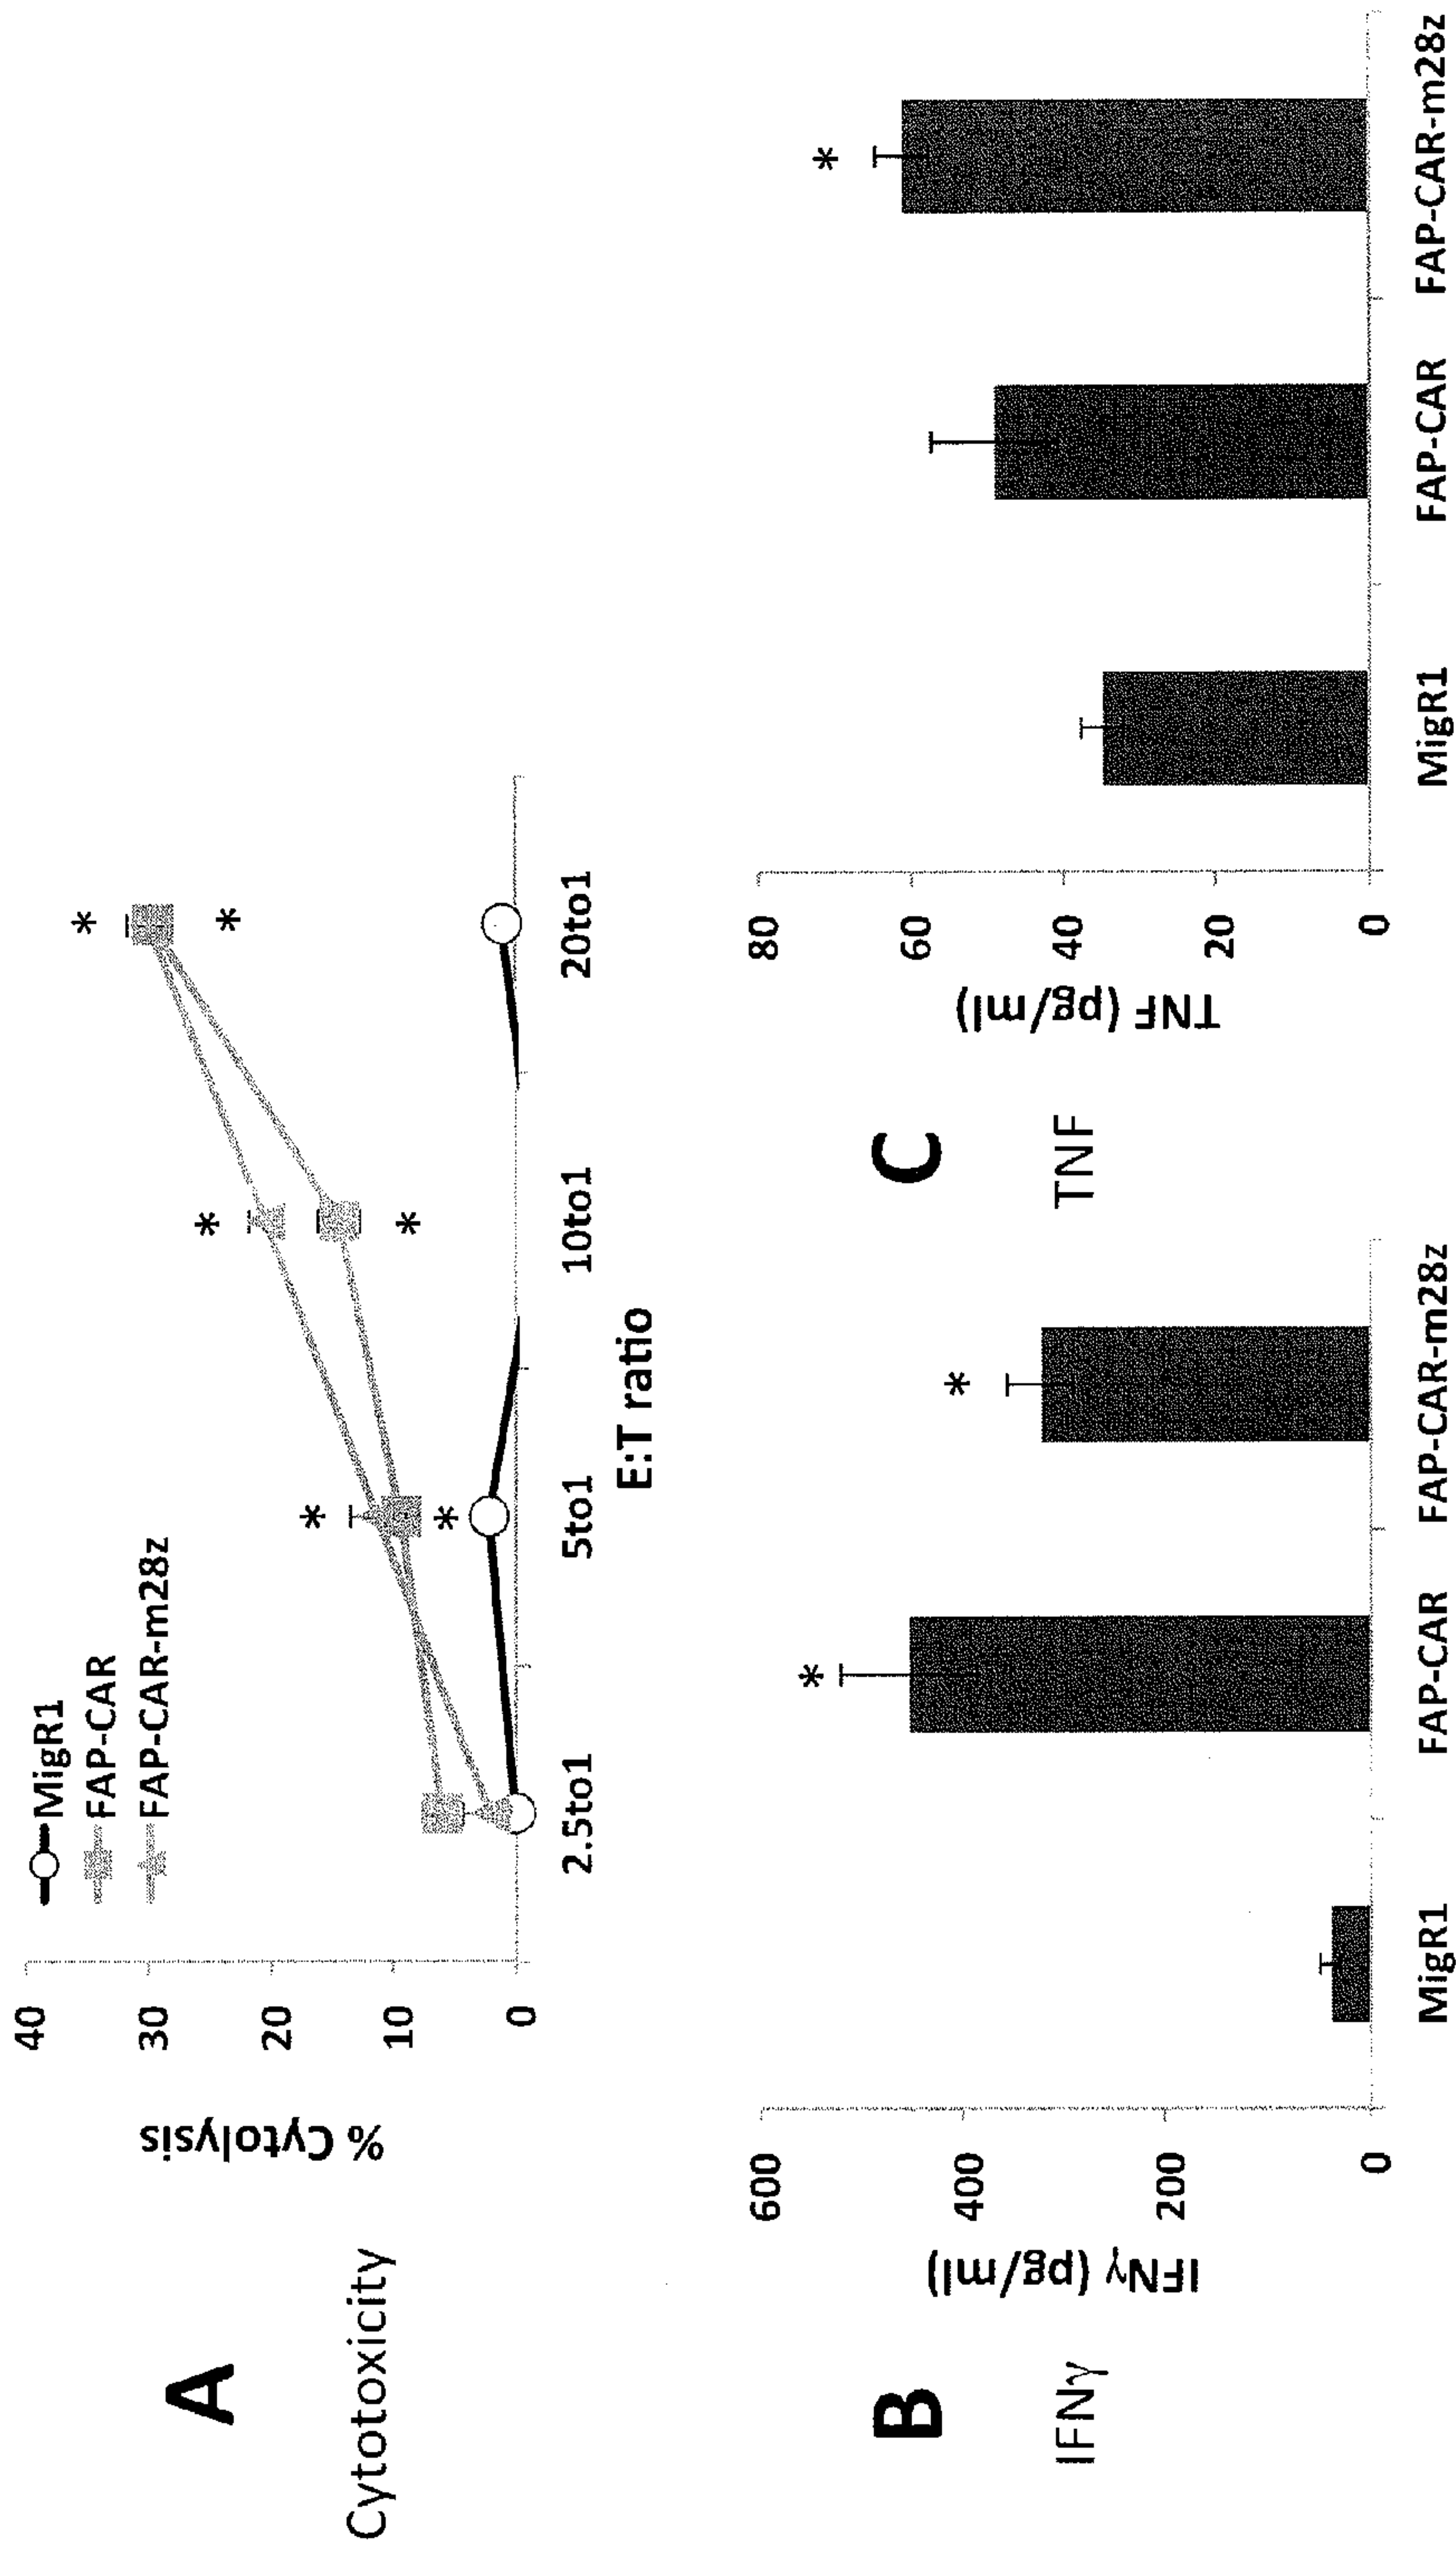 A
Cytotoxicity
% Cytolysis
40
30
20
10
0
MigR1
FAP-CAR
FAP-CAR-m28z
*
*
*
*
*
*
2.5to1
5to1
10to1
20to1
E:T ratio
B
IFNγ
IFNγ (pg/ml)
600
400
200
0
*
*
MigR1
FAP-CAR
FAP-CAR-m28z
C
TNF
TNF (pg/ml)
80
60
40
20
0
*
MigR1
FAP-CAR
FAP-CAR-m28z